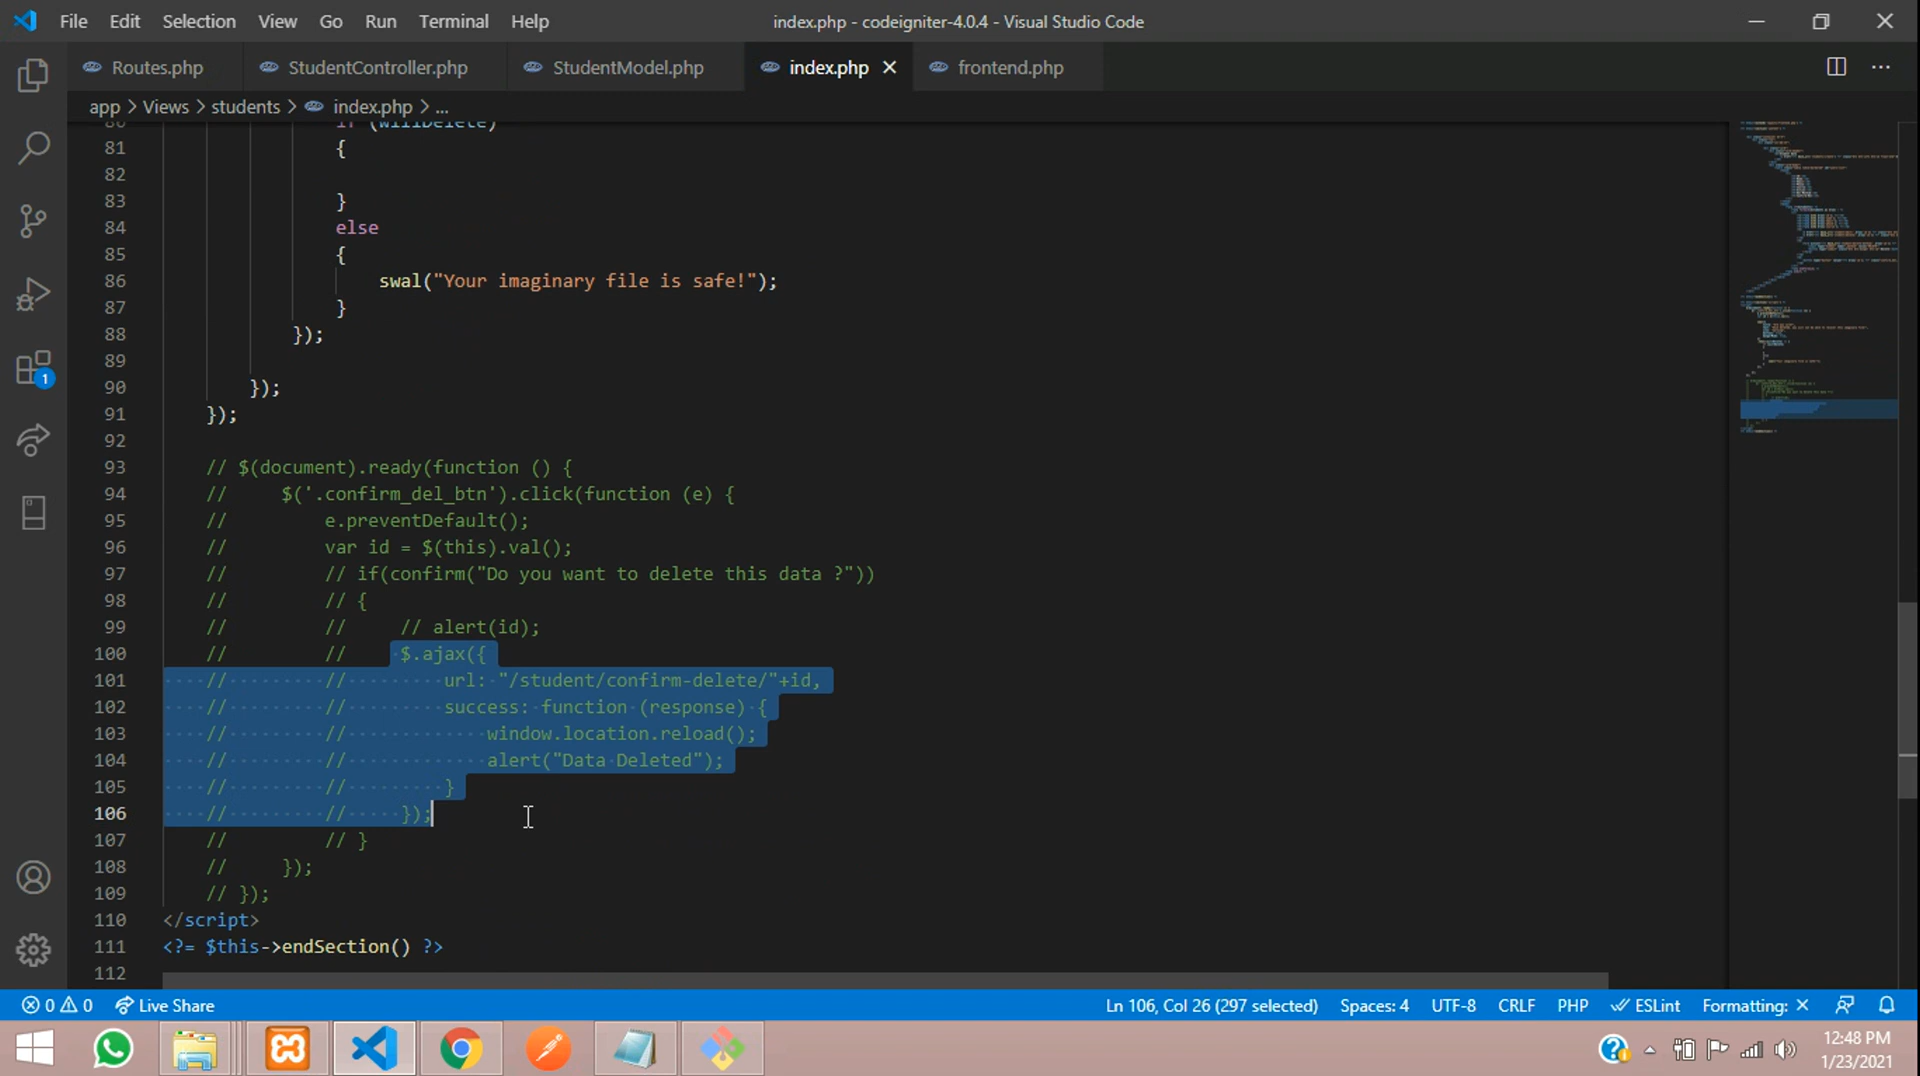 File Edit Selection View Go Run Terminal Help index.php - codeigniter-4.0.4 - Visual Studio Code
Routes.php StudentController.php StudentModel.php index.php frontend.php
app > Views > students > index.php > ...
80 if (willDelete)
81 {
82
83 }
84 else
85 {
86 swal("Your imaginary file is safe!");
87 }
88 });
89
90 });
91 });
92
93 // $(document).ready(function () {
94 // $('.confirm_del_btn').click(function (e) {
95 // e.preventDefault();
96 // var id = $(this).val();
97 // // if(confirm("Do you want to delete this data ?"))
98 // // {
99 // // // alert(id);
100 // // $.ajax({
101 // // url: "/student/confirm-delete/"+id,
102 // // success: function (response) {
103 // // window.location.reload();
104 // // alert("Data Deleted");
105 // // }
106 // // });
107 // // }
108 // });
109 // });
110 </script>
111 <?= $this->endSection() ?>
112
1
0 0 Live Share Ln 106, Col 26 (297 selected) Spaces: 4 UTF-8 CRLF PHP ESLint Formatting: ×
12:48 PM
1/23/2021